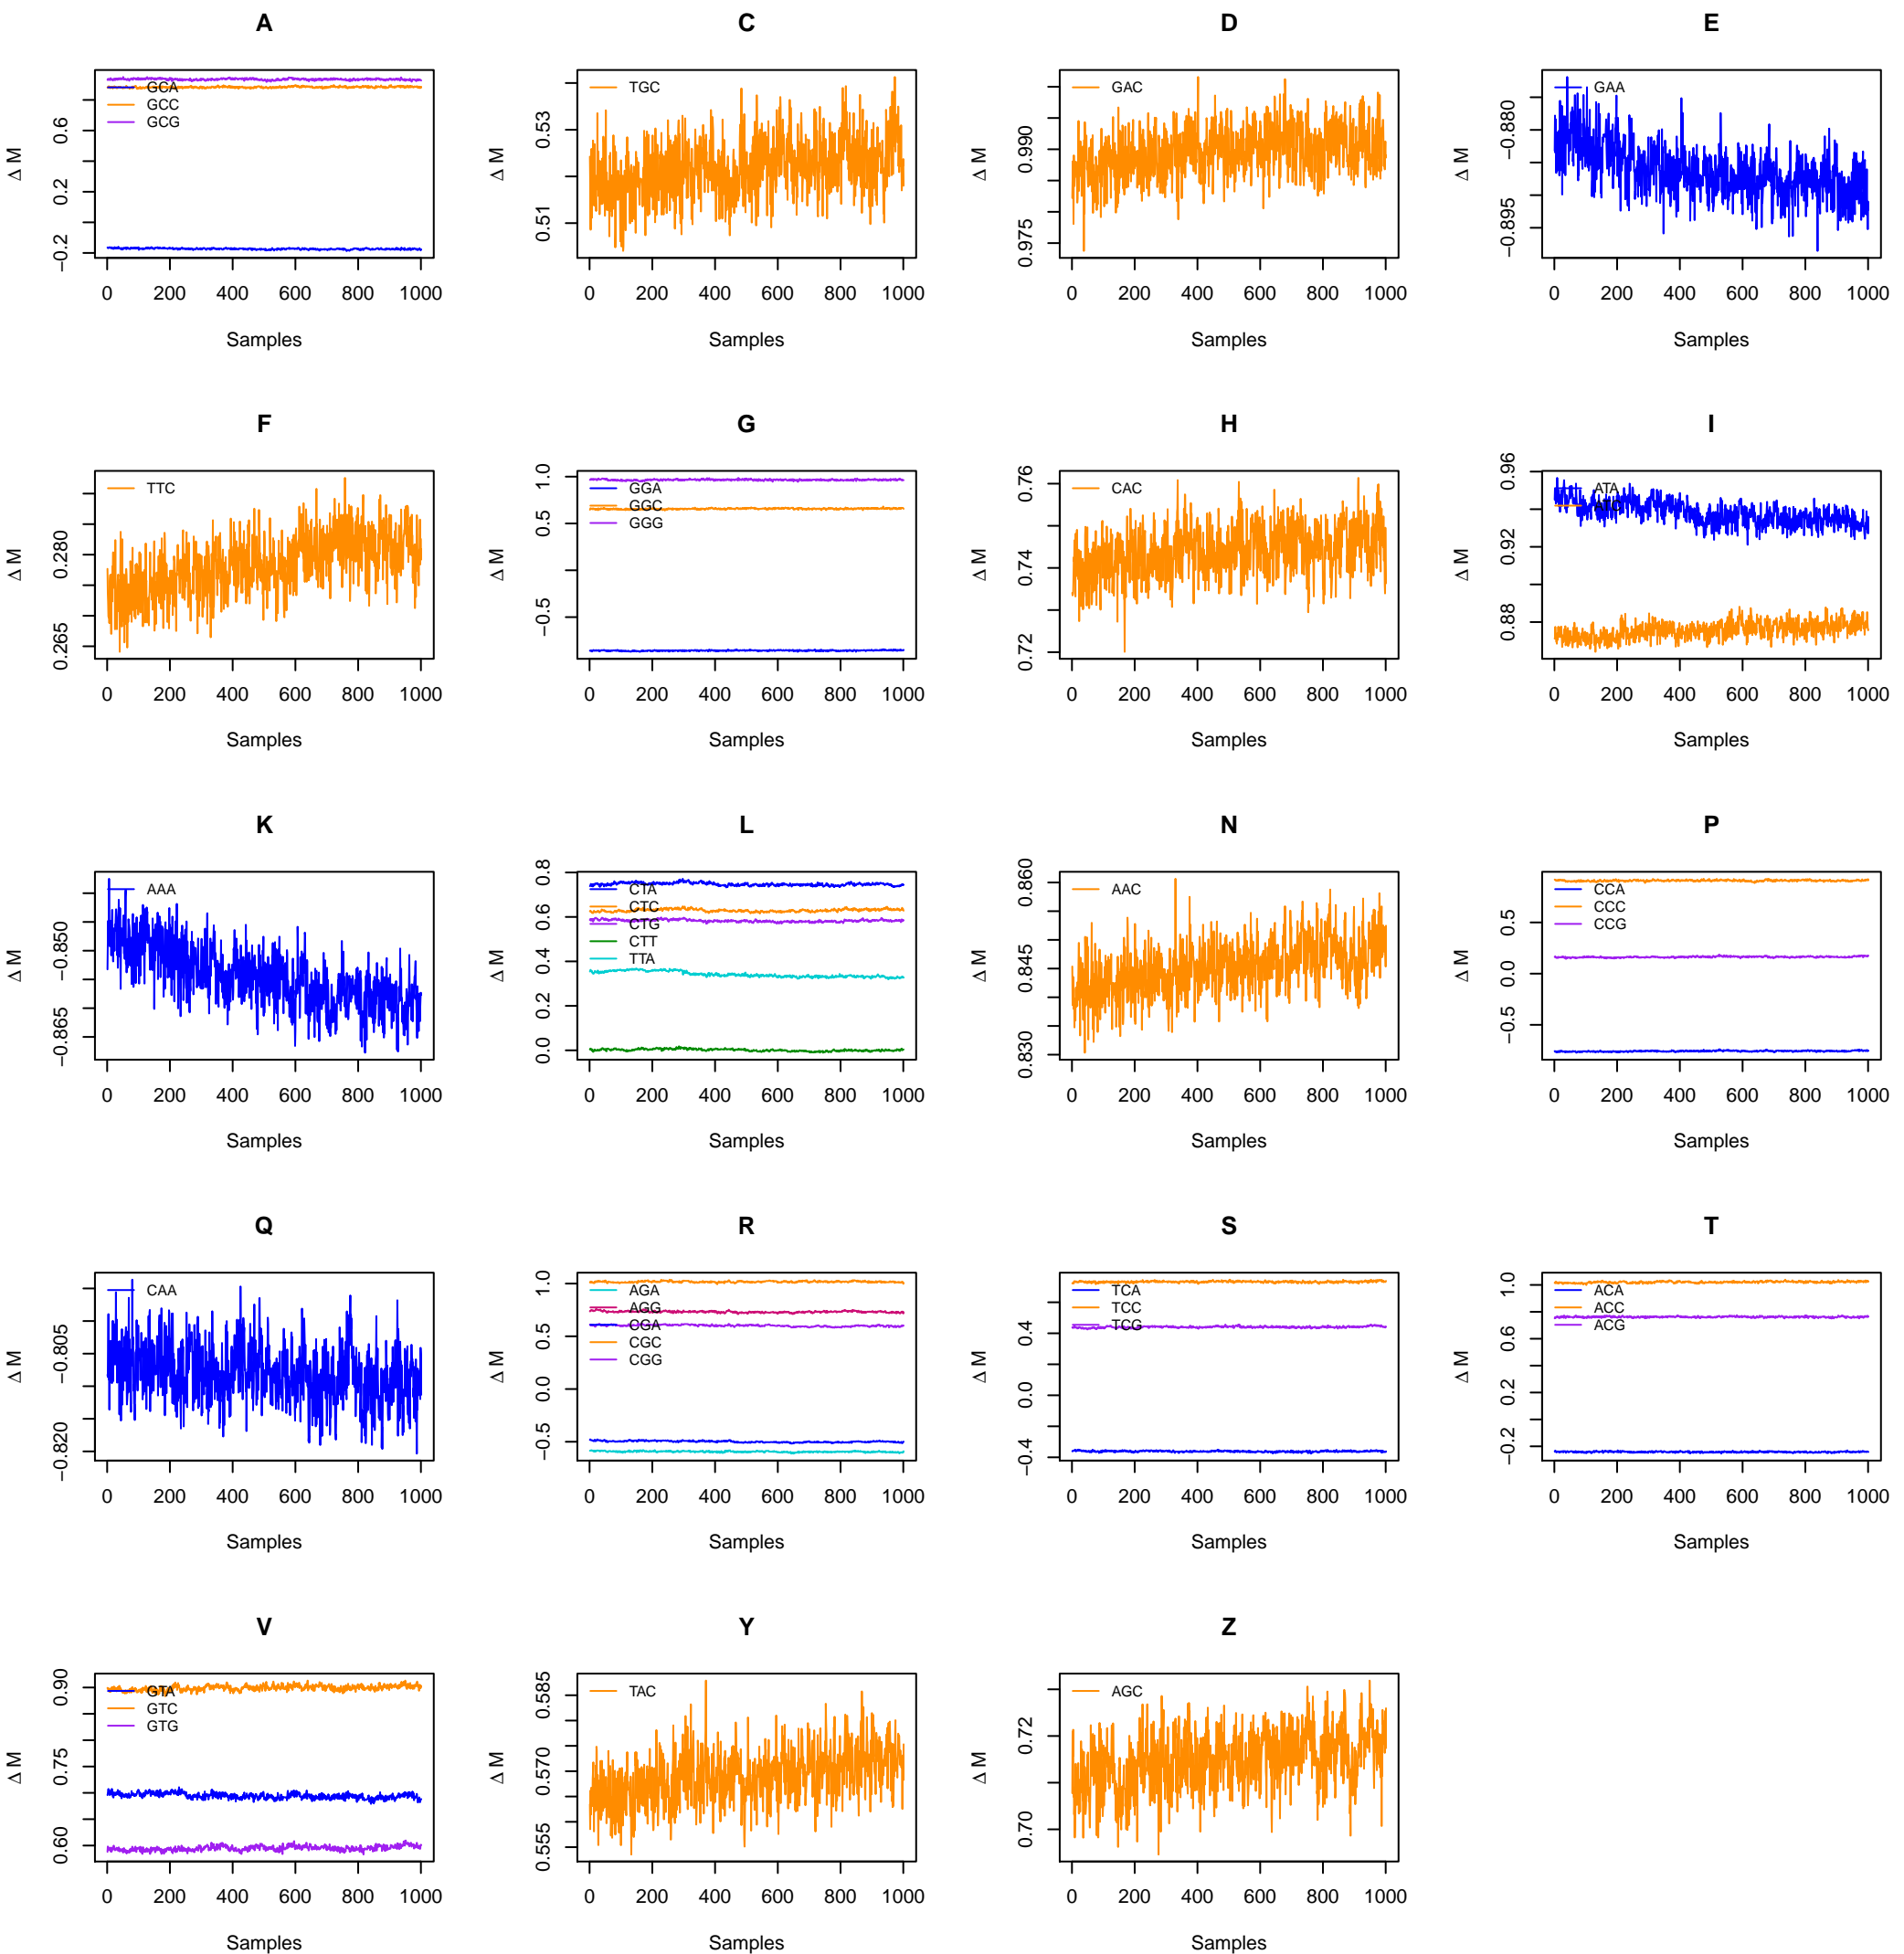 A
C
D
E
ΔM
0.6
0.2
−0.2
GCA
GCC
GCG
0 200 400 600 800 1000
Samples
ΔM
0.53
0.51
TGC
0 200 400 600 800 1000
Samples
ΔM
0.990
0.975
GAC
0 200 400 600 800 1000
Samples
ΔM
−0.880
−0.895
GAA
0 200 400 600 800 1000
Samples
F
G
H
I
ΔM
0.280
0.265
TTC
0 200 400 600 800 1000
Samples
ΔM
1.0
0.5
−0.5
GGA
GGC
GGG
0 200 400 600 800 1000
Samples
ΔM
0.76
0.74
0.72
CAC
0 200 400 600 800 1000
Samples
ΔM
0.96
0.92
0.88
ATA
ATC
0 200 400 600 800 1000
Samples
K
L
N
P
ΔM
−0.850
−0.865
AAA
0 200 400 600 800 1000
Samples
ΔM
0.8
0.6
0.4
0.2
0.0
CTA
CTC
CTG
CTT
TTA
0 200 400 600 800 1000
Samples
ΔM
0.860
0.845
0.830
AAC
0 200 400 600 800 1000
Samples
ΔM
0.5
0.0
−0.5
CCA
CCC
CCG
0 200 400 600 800 1000
Samples
Q
R
S
T
ΔM
−0.805
−0.820
CAA
0 200 400 600 800 1000
Samples
ΔM
1.0
0.5
0.0
−0.5
AGA
AGG
CGA
CGC
CGG
0 200 400 600 800 1000
Samples
ΔM
0.4
0.0
−0.4
TCA
TCC
TCG
0 200 400 600 800 1000
Samples
ΔM
1.0
0.6
0.2
−0.2
ACA
ACC
ACG
0 200 400 600 800 1000
Samples
V
Y
Z
ΔM
0.90
0.75
0.60
GTA
GTC
GTG
0 200 400 600 800 1000
Samples
ΔM
0.585
0.570
0.555
TAC
0 200 400 600 800 1000
Samples
ΔM
0.72
0.70
AGC
0 200 400 600 800 1000
Samples